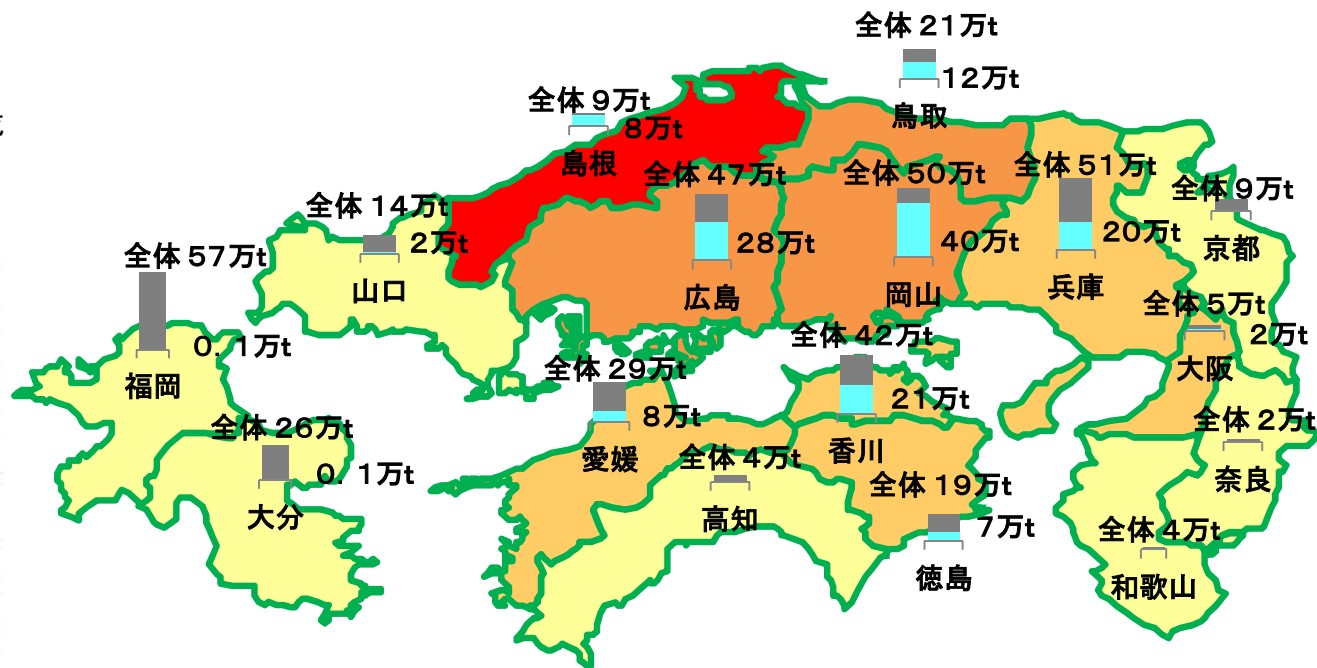 全体21万t
12万t
鳥取
全体9万t
8万t
島根
全体47万t
28万t
広島
全体50万t
40万t
岡山
全体51万t
20万t
兵庫
全体9万t
京都
全体14万t
2万t
山口
全体57万t
0.1万t
福岡
全体5万t
2万t
大阪
全体42万t
21万t
香川
全体29万t
8万t
愛媛
全体26万t
0.1万t
大分
全体4万t
高知
全体19万t
7万t
徳島
全体2万t
奈良
全体4万t
和歌山